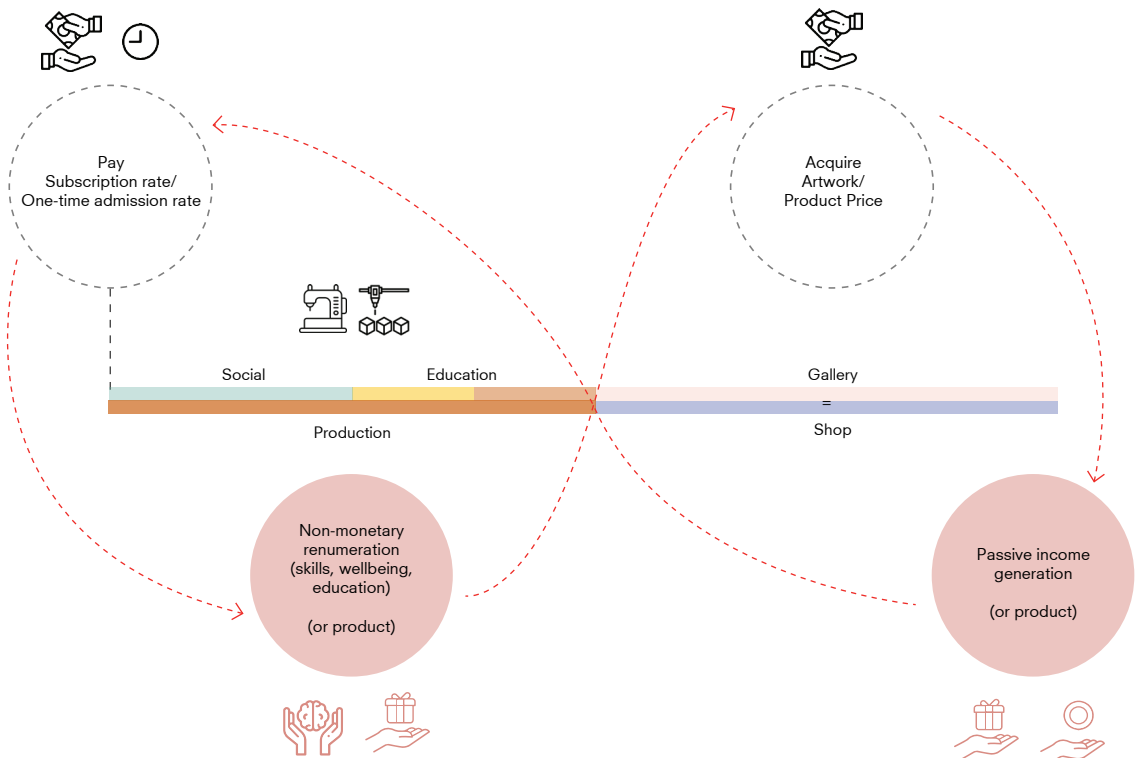 Pay
Subscription rate/
One-time admission rate
Acquire
Artwork/
Product Price
Social
Education
Gallery
=
Production
Shop
Non-monetary
renumeration
(skills, wellbeing,
education)
(or product)
Passive income
generation
(or product)